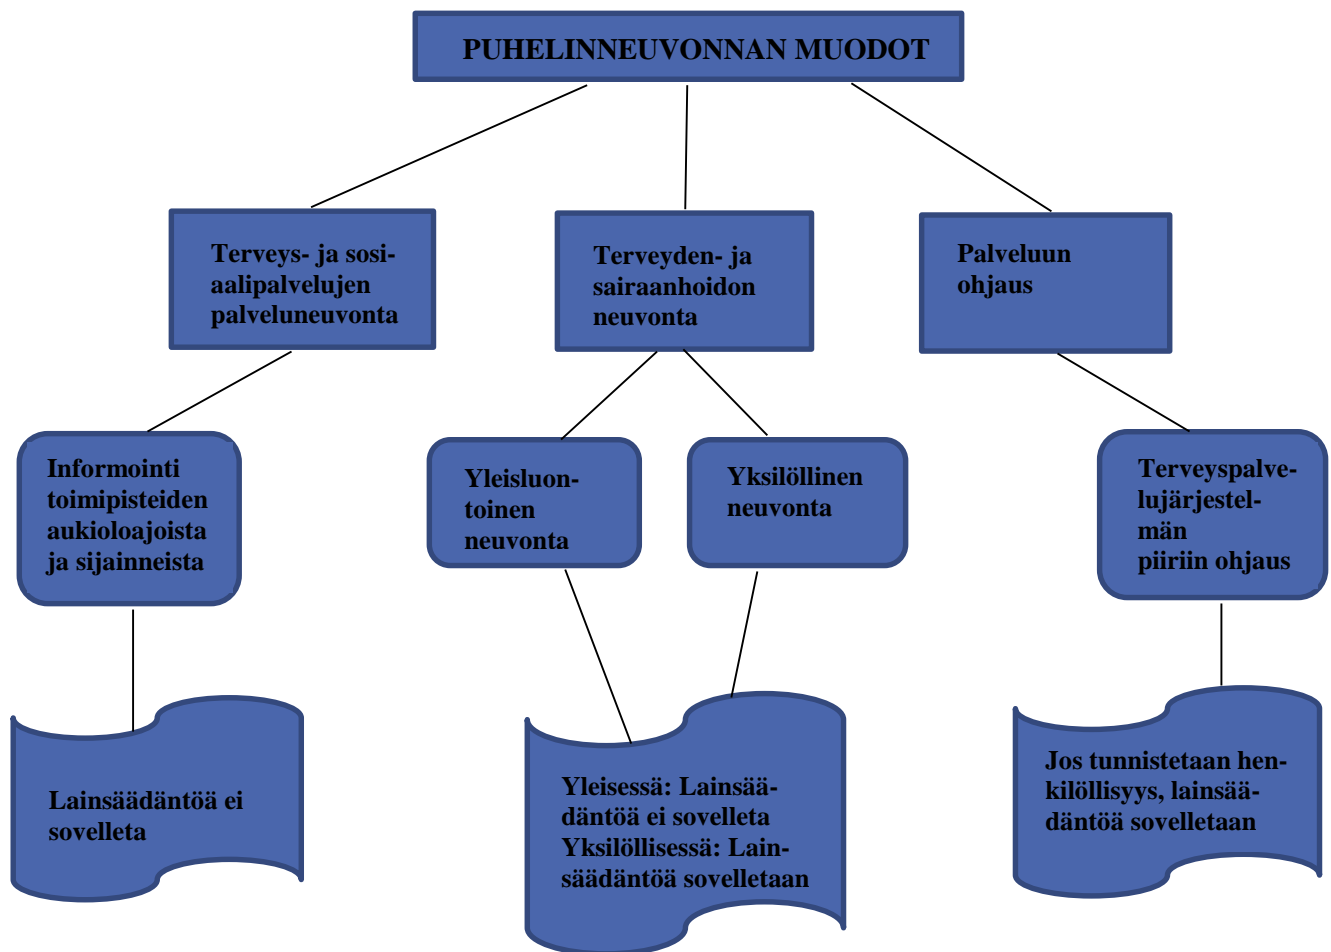 PUHELINNEUVONNAN MUODOT
Terveys- ja sosi-
aalipalvelujen
palveluneuvonta
Terveyden- ja
sairaanhoidon
neuvonta
Palveluun
ohjaus
Informointi
toimipisteiden
aukioloajoista
ja sijainneista
Yleisluon-
toinen
neuvonta
Yksilöllinen
neuvonta
Terveyspalve-
lujärjestel-
män
piiriin ohjaus
Lainsäädäntöä ei
sovelleta
Yleisessä: Lainsää-
däntöä ei sovelleta
Yksilöllisessä: Lain-
säädäntöä sovelletaan
Jos tunnistetaan hen-
kilöllisyys, lainsää-
däntöä sovelletaan